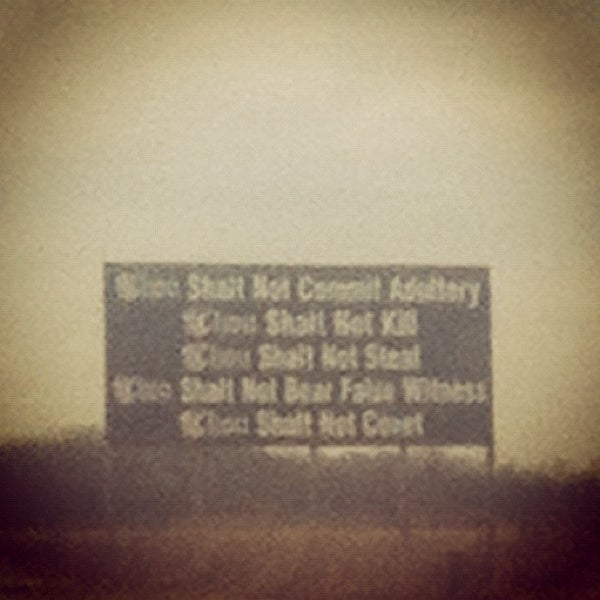 Thou Shalt Not Commit Adultery
Thou Shalt Not Kill
Thou Shalt Not Steal
Thou Shalt Not Bear False Witness
Thou Shalt Not Covet